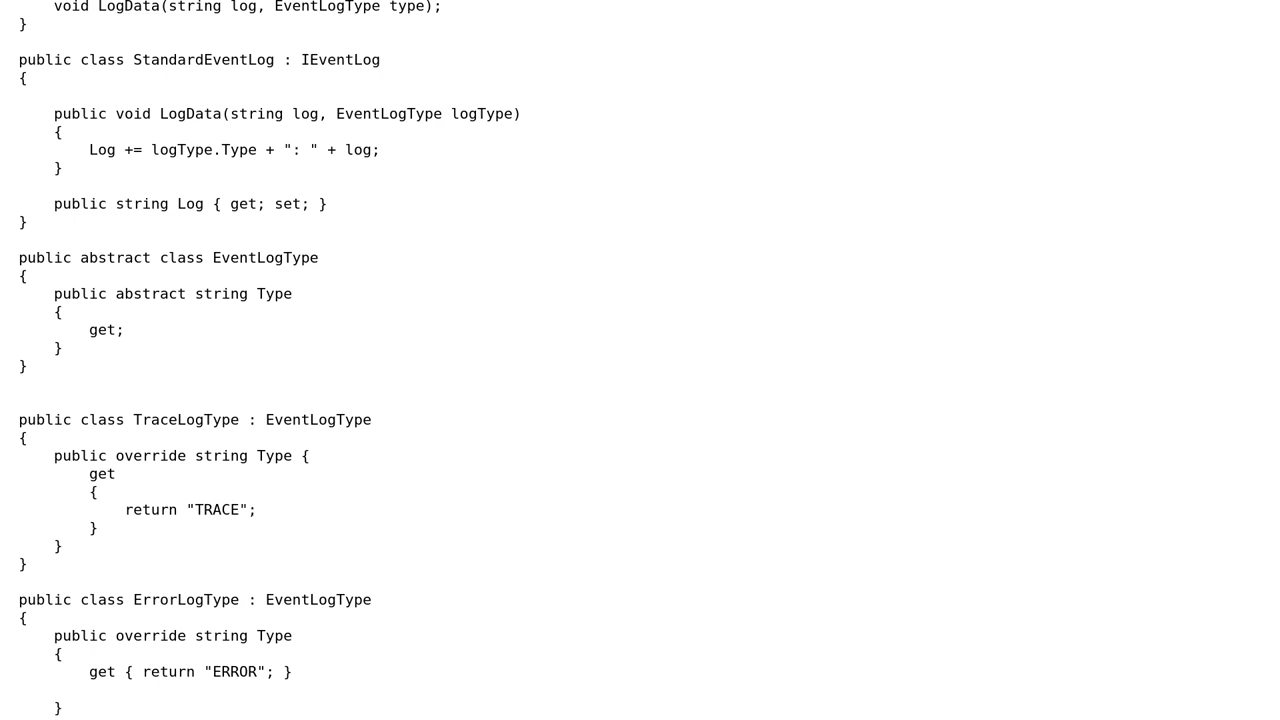 void LogData(string log, EventLogType type);
}

public class StandardEventLog : IEventLog
{

    public void LogData(string log, EventLogType logType)
    {
        Log += logType.Type + ": " + log;
    }

    public string Log { get; set; }
}

public abstract class EventLogType
{
    public abstract string Type
    {
        get;
    }
}


public class TraceLogType : EventLogType
{
    public override string Type {
        get
        {
            return "TRACE";
        }
    }
}

public class ErrorLogType : EventLogType
{
    public override string Type
    {
        get { return "ERROR"; }

    }